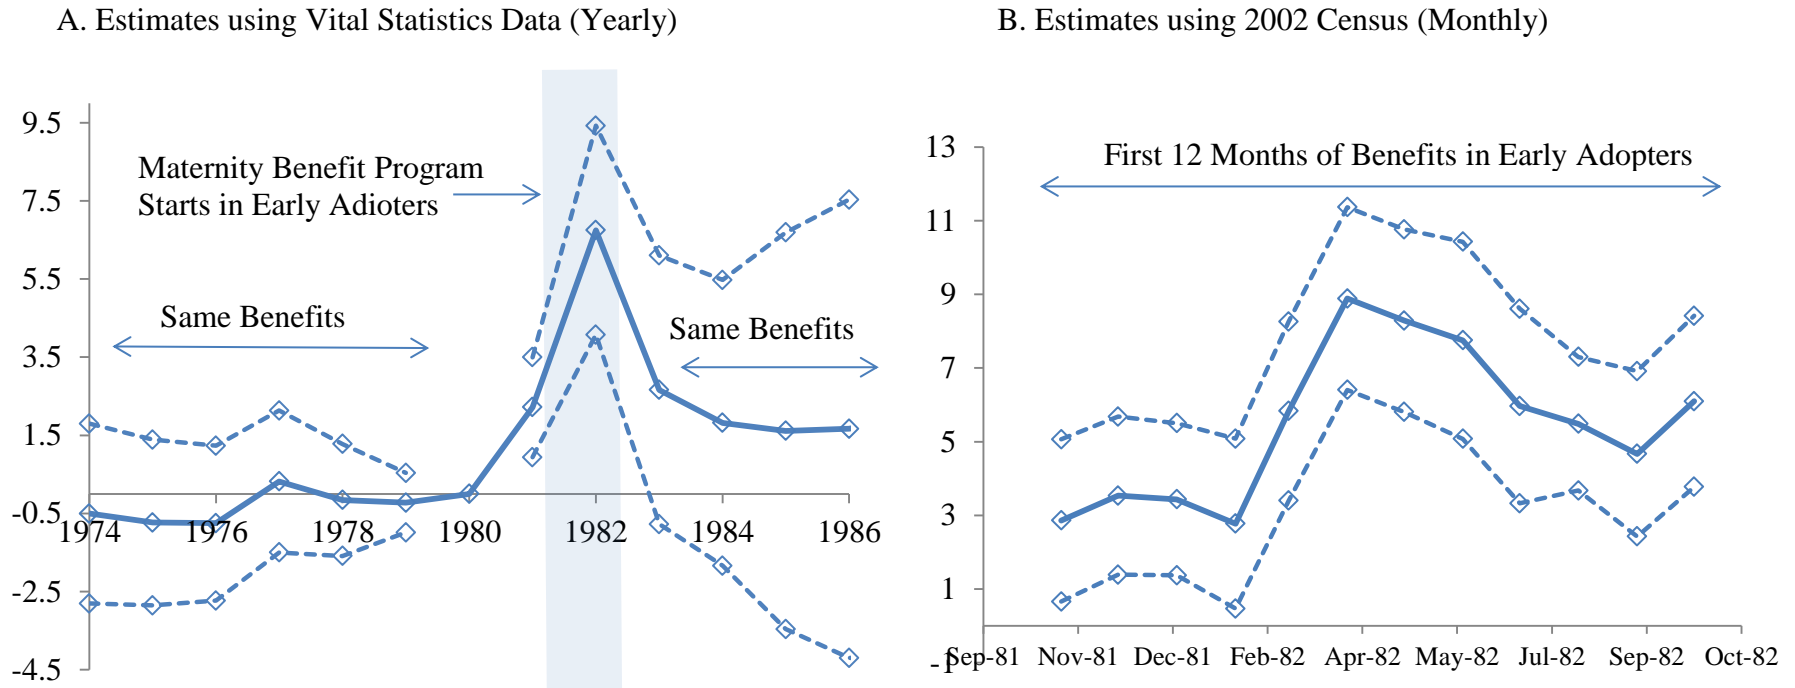 A. Estimates using Vital Statistics Data (Yearly)
9.5
7.5
5.5
3.5
1.5
-0.5
-2.5
-4.5
Maternity Benefit Program
Starts in Early Adioters
Same Benefits
Same Benefits
1974 1976 1978 1980 1982 1984 1986
B. Estimates using 2002 Census (Monthly)
13
11
9
7
5
3
1
-1
First 12 Months of Benefits in Early Adopters
Sep-81 Nov-81 Dec-81 Feb-82 Apr-82 May-82 Jul-82 Sep-82 Oct-82